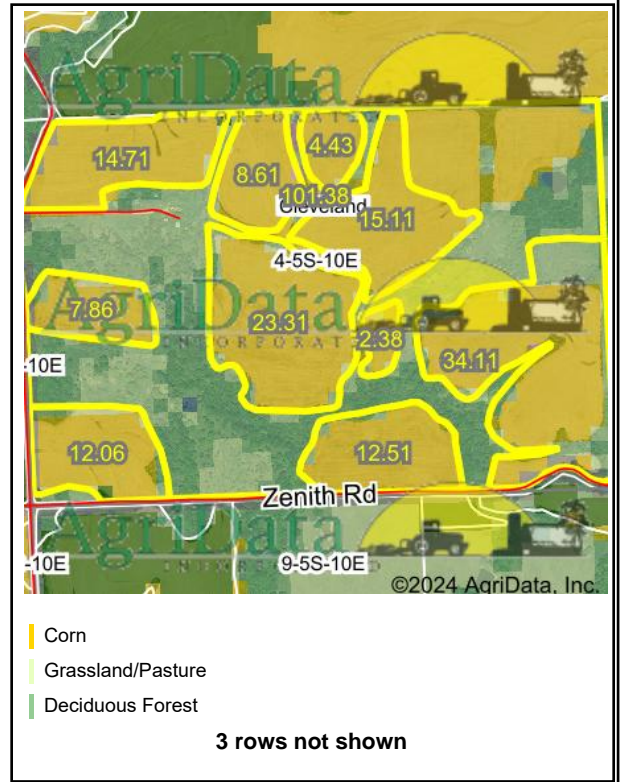 AgriData
INCORPORATED
14.71
8.61
4.43
101.38
Cleveland
15.11
4-5S-10E
AgriData
INCORPORATED
7.86
23.31
2.38
34.11
-10E
12.06
12.51
Zenith Rd
AgriData
INCORPORATED
-10E
9-5S-10E
©2024 AgriData, Inc.
Corn
Grassland/Pasture
Deciduous Forest
3 rows not shown